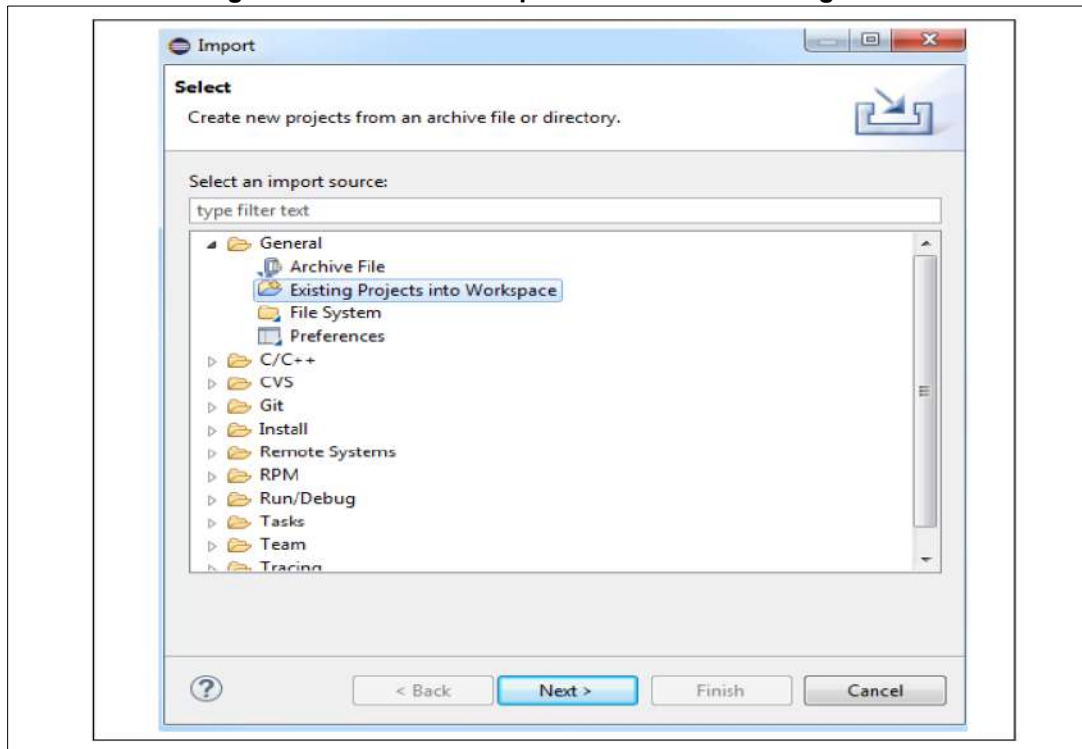 Import
Select
Create new projects from an archive file or directory.
Select an import source:
type filter text
General
Archive File
Existing Projects into Workspace
File System
Preferences
C/C++
CVS
Git
Install
Remote Systems
RPM
Run/Debug
Tasks
Team
Tracing
? < Back Next > Finish Cancel